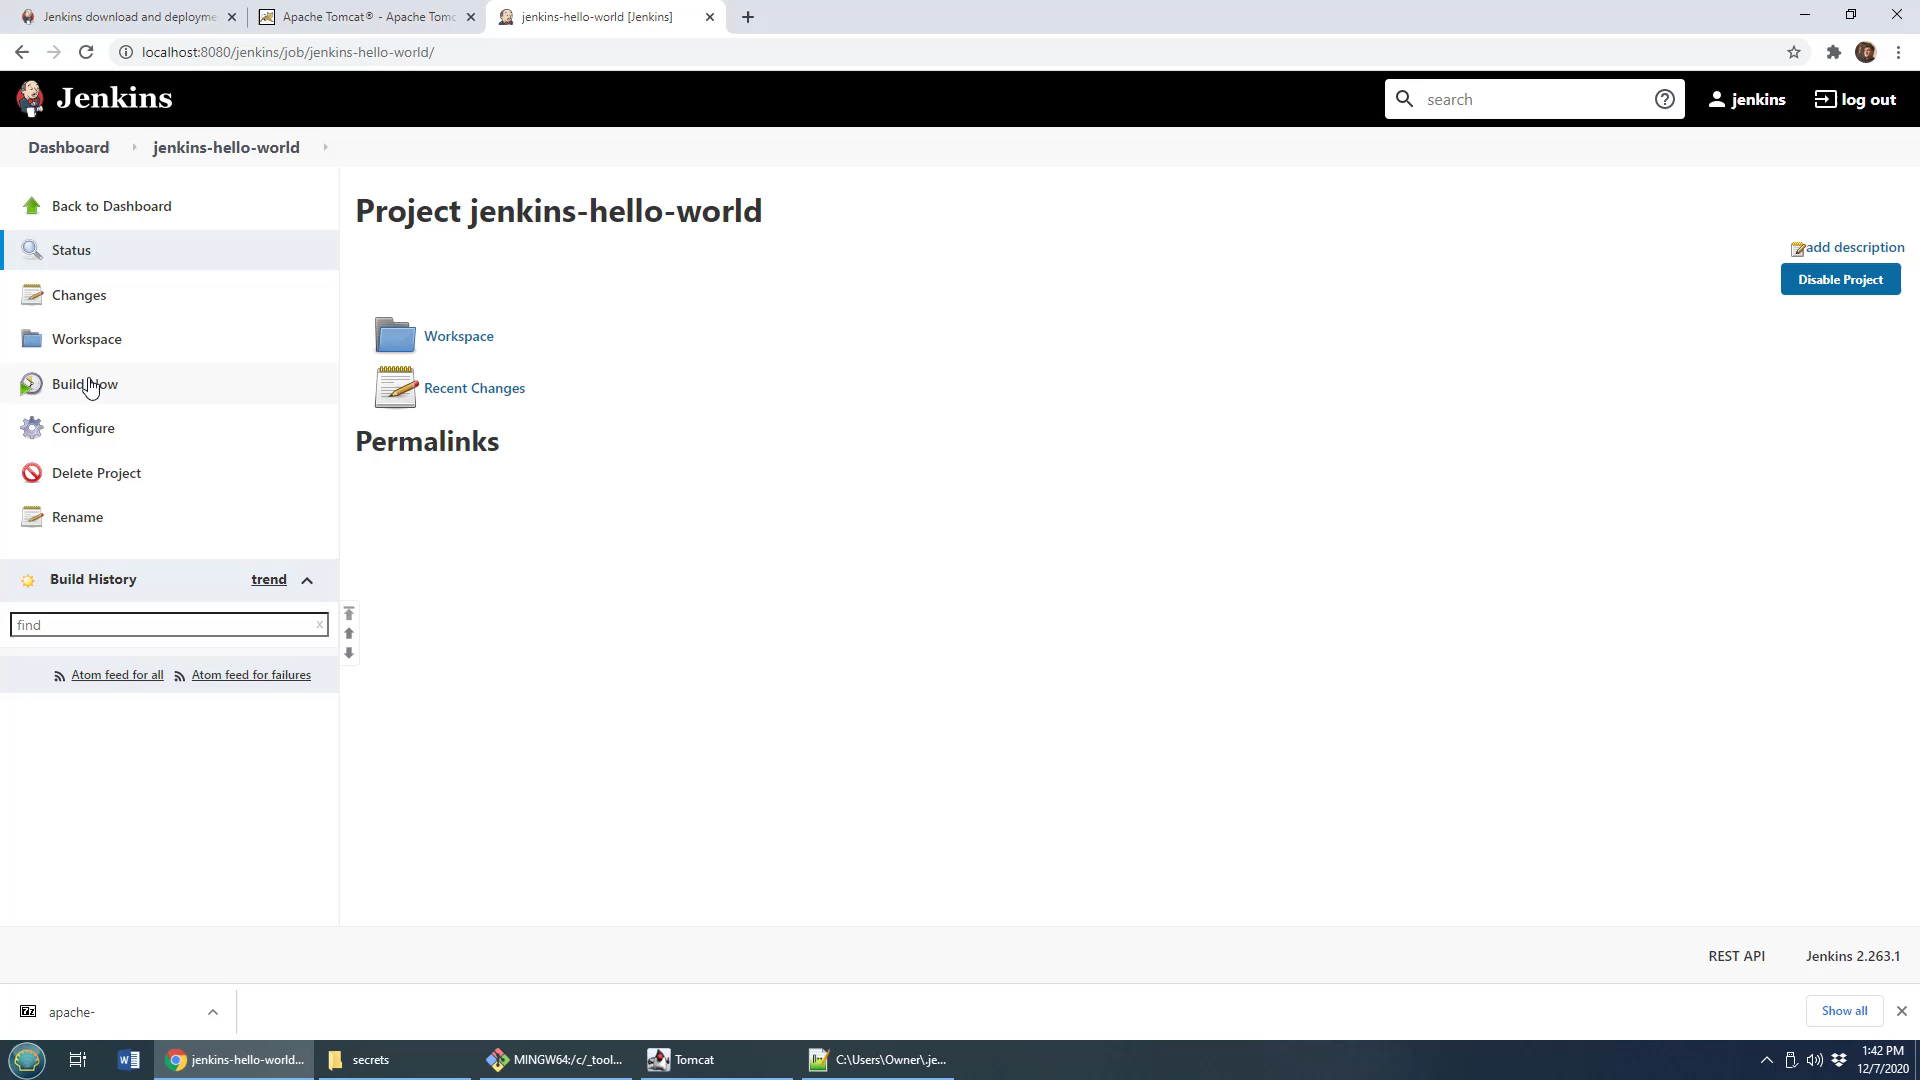 Jenkins download and deployme
Apache Tomcat® - Apache Tomc
jenkins-hello-world [Jenkins]
localhost:8080/jenkins/job/jenkins-hello-world/
Jenkins
search
jenkins
log out
Dashboard
jenkins-hello-world
Back to Dashboard
Status
Changes
Workspace
Build Now
Configure
Delete Project
Rename
Project jenkins-hello-world
add description
Disable Project
Workspace
Recent Changes
Permalinks
Build History
trend
find
x
Atom feed for all
Atom feed for failures
REST API
Jenkins 2.263.1
7z
apache-
Show all
jenkins-hello-world...
secrets
MINGW64:/c/_tool...
Tomcat
C:\Users\Owner\.je...
1:42 PM
12/7/2020